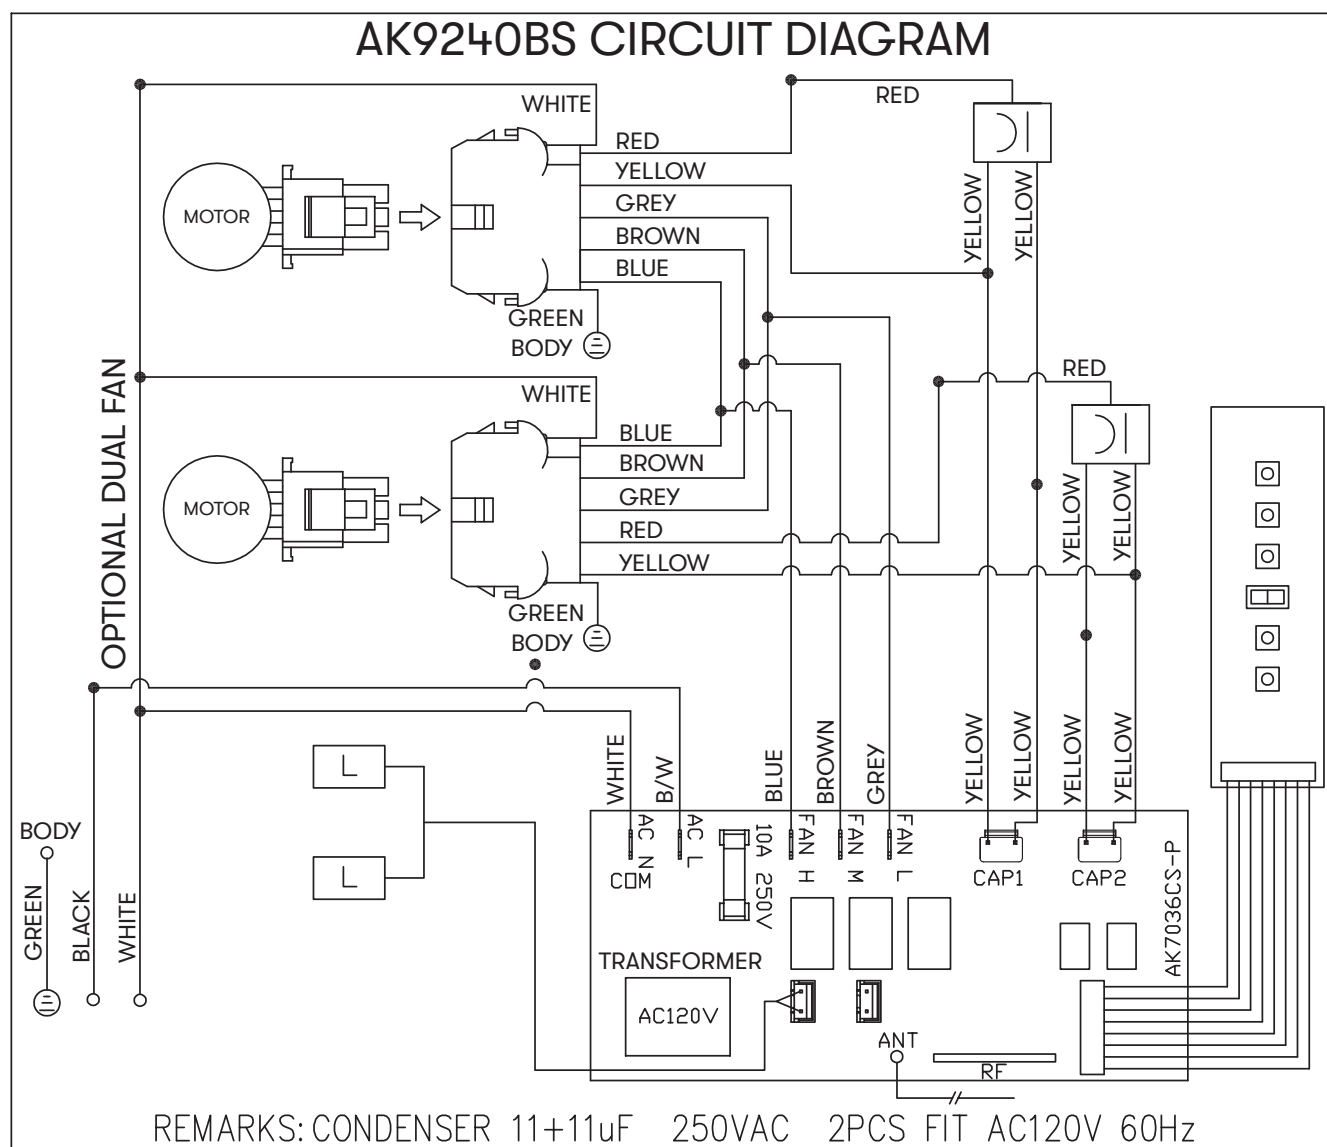 AK9240BS CIRCUIT DIAGRAM
WHITE
RED
RED
YELLOW
GREY
BROWN
BLUE
MOTOR
GREEN
BODY
YELLOW
YELLOW
OPTIONAL DUAL FAN
WHITE
BLUE
BROWN
GREY
RED
YELLOW
MOTOR
GREEN
BODY
RED
YELLOW
YELLOW
WHITE
B/W
BLUE
BROWN
GREY
YELLOW
YELLOW
YELLOW
YELLOW
L
L
BODY
GREEN
BLACK
WHITE
AC N
COM
AC L
10A 250V
FAN H
FAN M
FAN L
CAP1
CAP2
AK7036CS-P
TRANSFORMER
AC120V
ANT
RF
REMARKS: CONDENSER 11+11uF 250VAC 2PCS FIT AC120V 60Hz